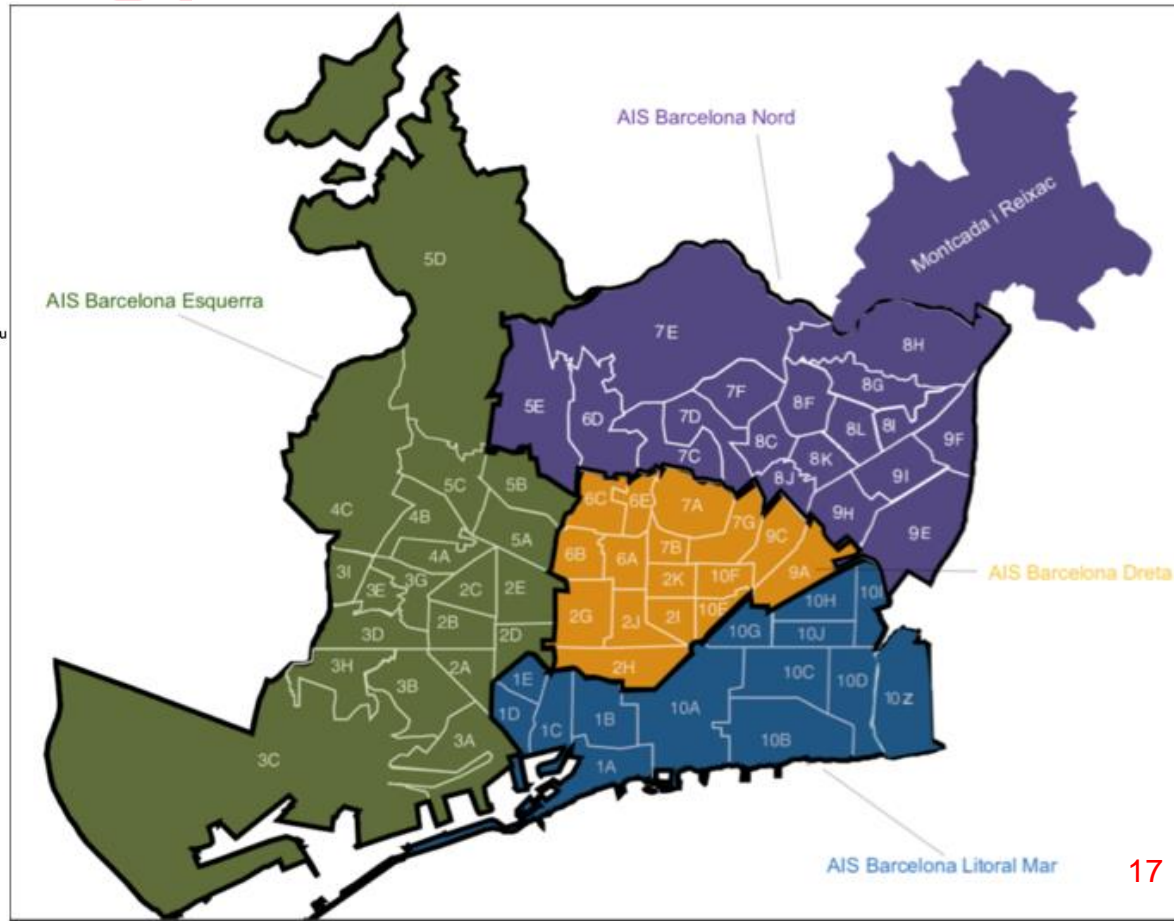 AIS Barcelona Nord
Montcada i Reixac
5D
AIS Barcelona Esquerra
u
7E
8H
8G
7F
5E
6D
7D
8F
8L
8I
9F
8C
7C
8K
5B
5C
8J
9I
6C
6E
7A
4C
4B
7G
9C
9H
9E
5A
4A
6B
6A
7B
3I
3E
3G
2C
2E
2K
10F
9A
AIS Barcelona Dreta
10H
10I
2G
2J
2I
10E
2B
3D
2D
10G
10J
3H
2A
2H
3B
1E
10C
10D
10Z
1D
1C
1B
10A
3A
10B
3C
1A
AIS Barcelona Litoral Mar
17